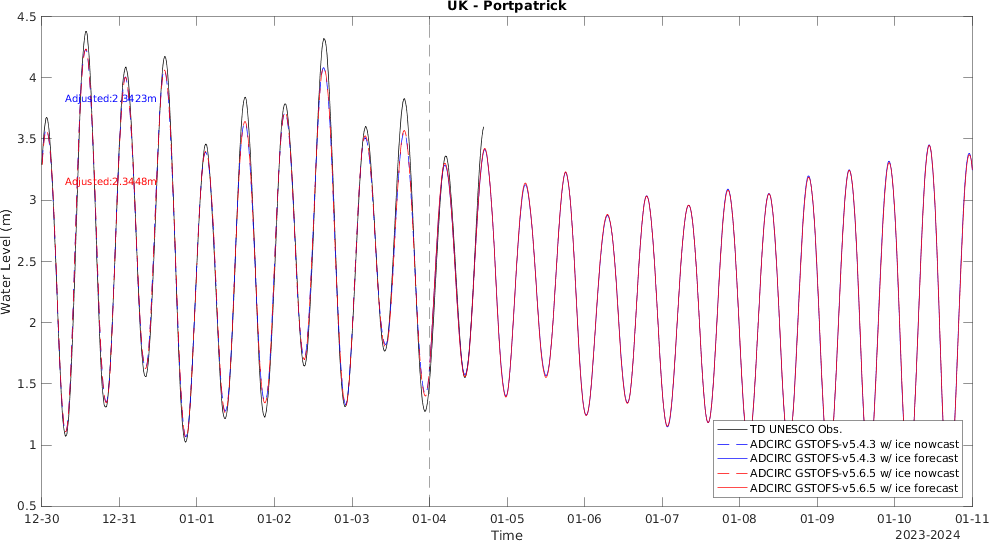 UK - Portpatrick
4.5
4
3.5
3
2.5
2
1.5
1
0.5
Water Level (m)
Adjusted:2.3423m
Adjusted:2.3448m
TD UNESCO Obs.
ADCIRC GSTOFS-v5.4.3 w/ ice nowcast
ADCIRC GSTOFS-v5.4.3 w/ ice forecast
ADCIRC GSTOFS-v5.6.5 w/ ice nowcast
ADCIRC GSTOFS-v5.6.5 w/ ice forecast
12-30 12-31 01-01 01-02 01-03 01-04 01-05 01-06 01-07 01-08 01-09 01-10 01-11
Time
2023-2024